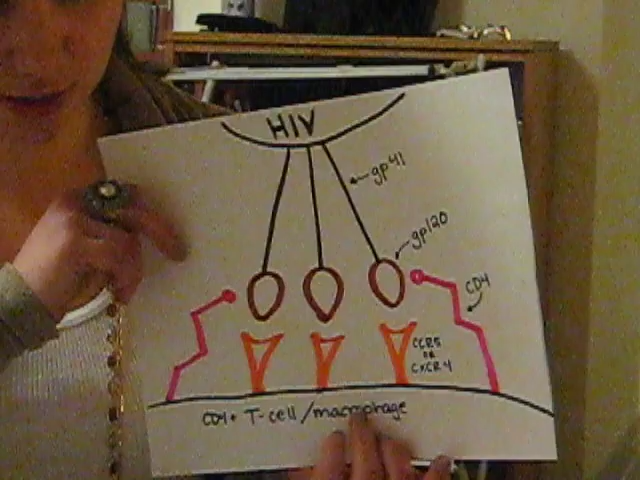 HIV
gp41
gp120
CD4
CCR5
OR
CXCR4
CD4+ T-cell/macrophage